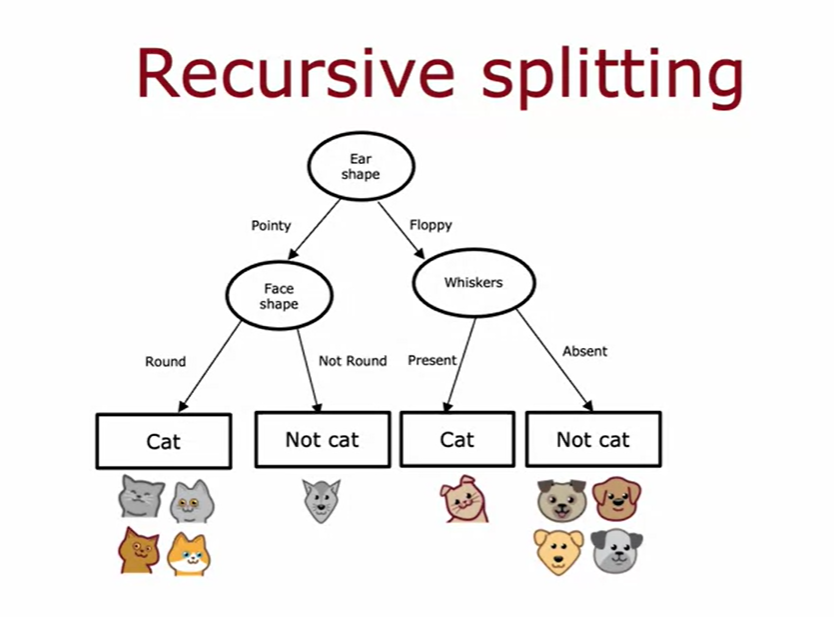 Recursive splitting
Ear
shape
Pointy
Floppy
Face
shape
Whiskers
Round
Not Round
Present
Absent
Cat
Not cat
Cat
Not cat